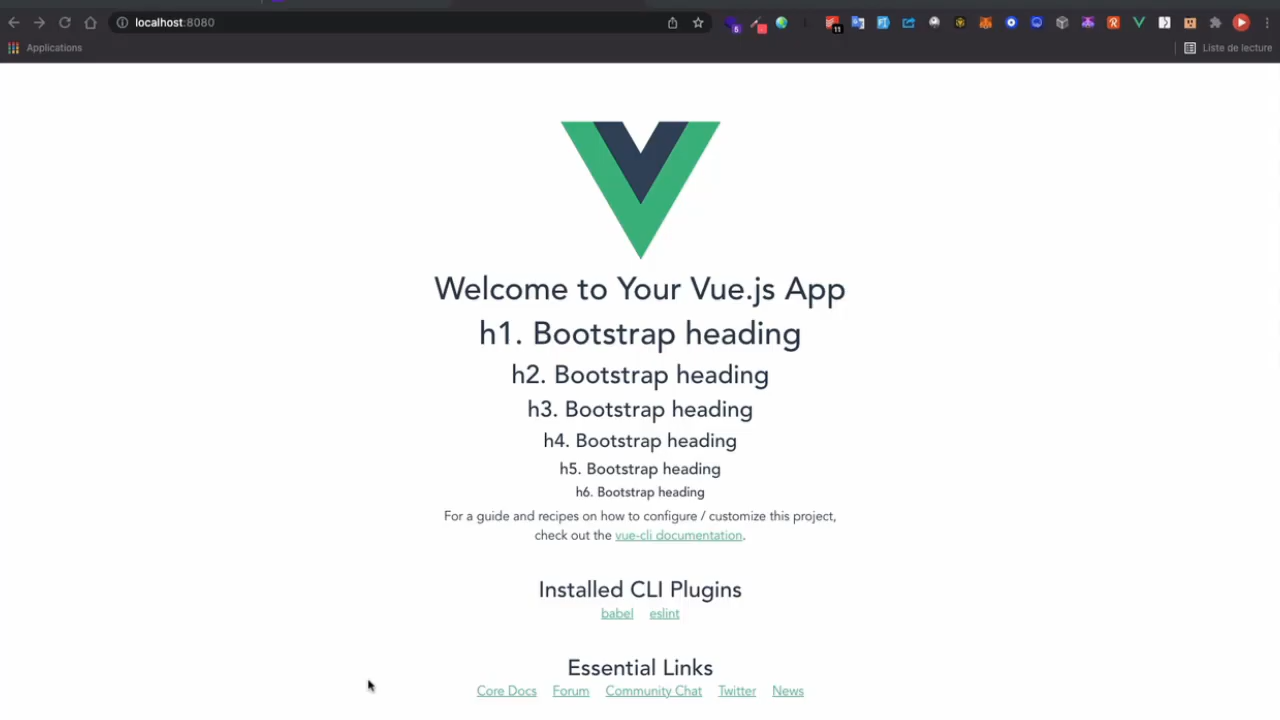 localhost:8080
Applications
Liste de lecture
Welcome to Your Vue.js App
h1. Bootstrap heading
h2. Bootstrap heading
h3. Bootstrap heading
h4. Bootstrap heading
h5. Bootstrap heading
h6. Bootstrap heading
For a guide and recipes on how to configure / customize this project,
check out the vue-cli documentation.
Installed CLI Plugins
babel eslint
Essential Links
Core Docs Forum Community Chat Twitter News